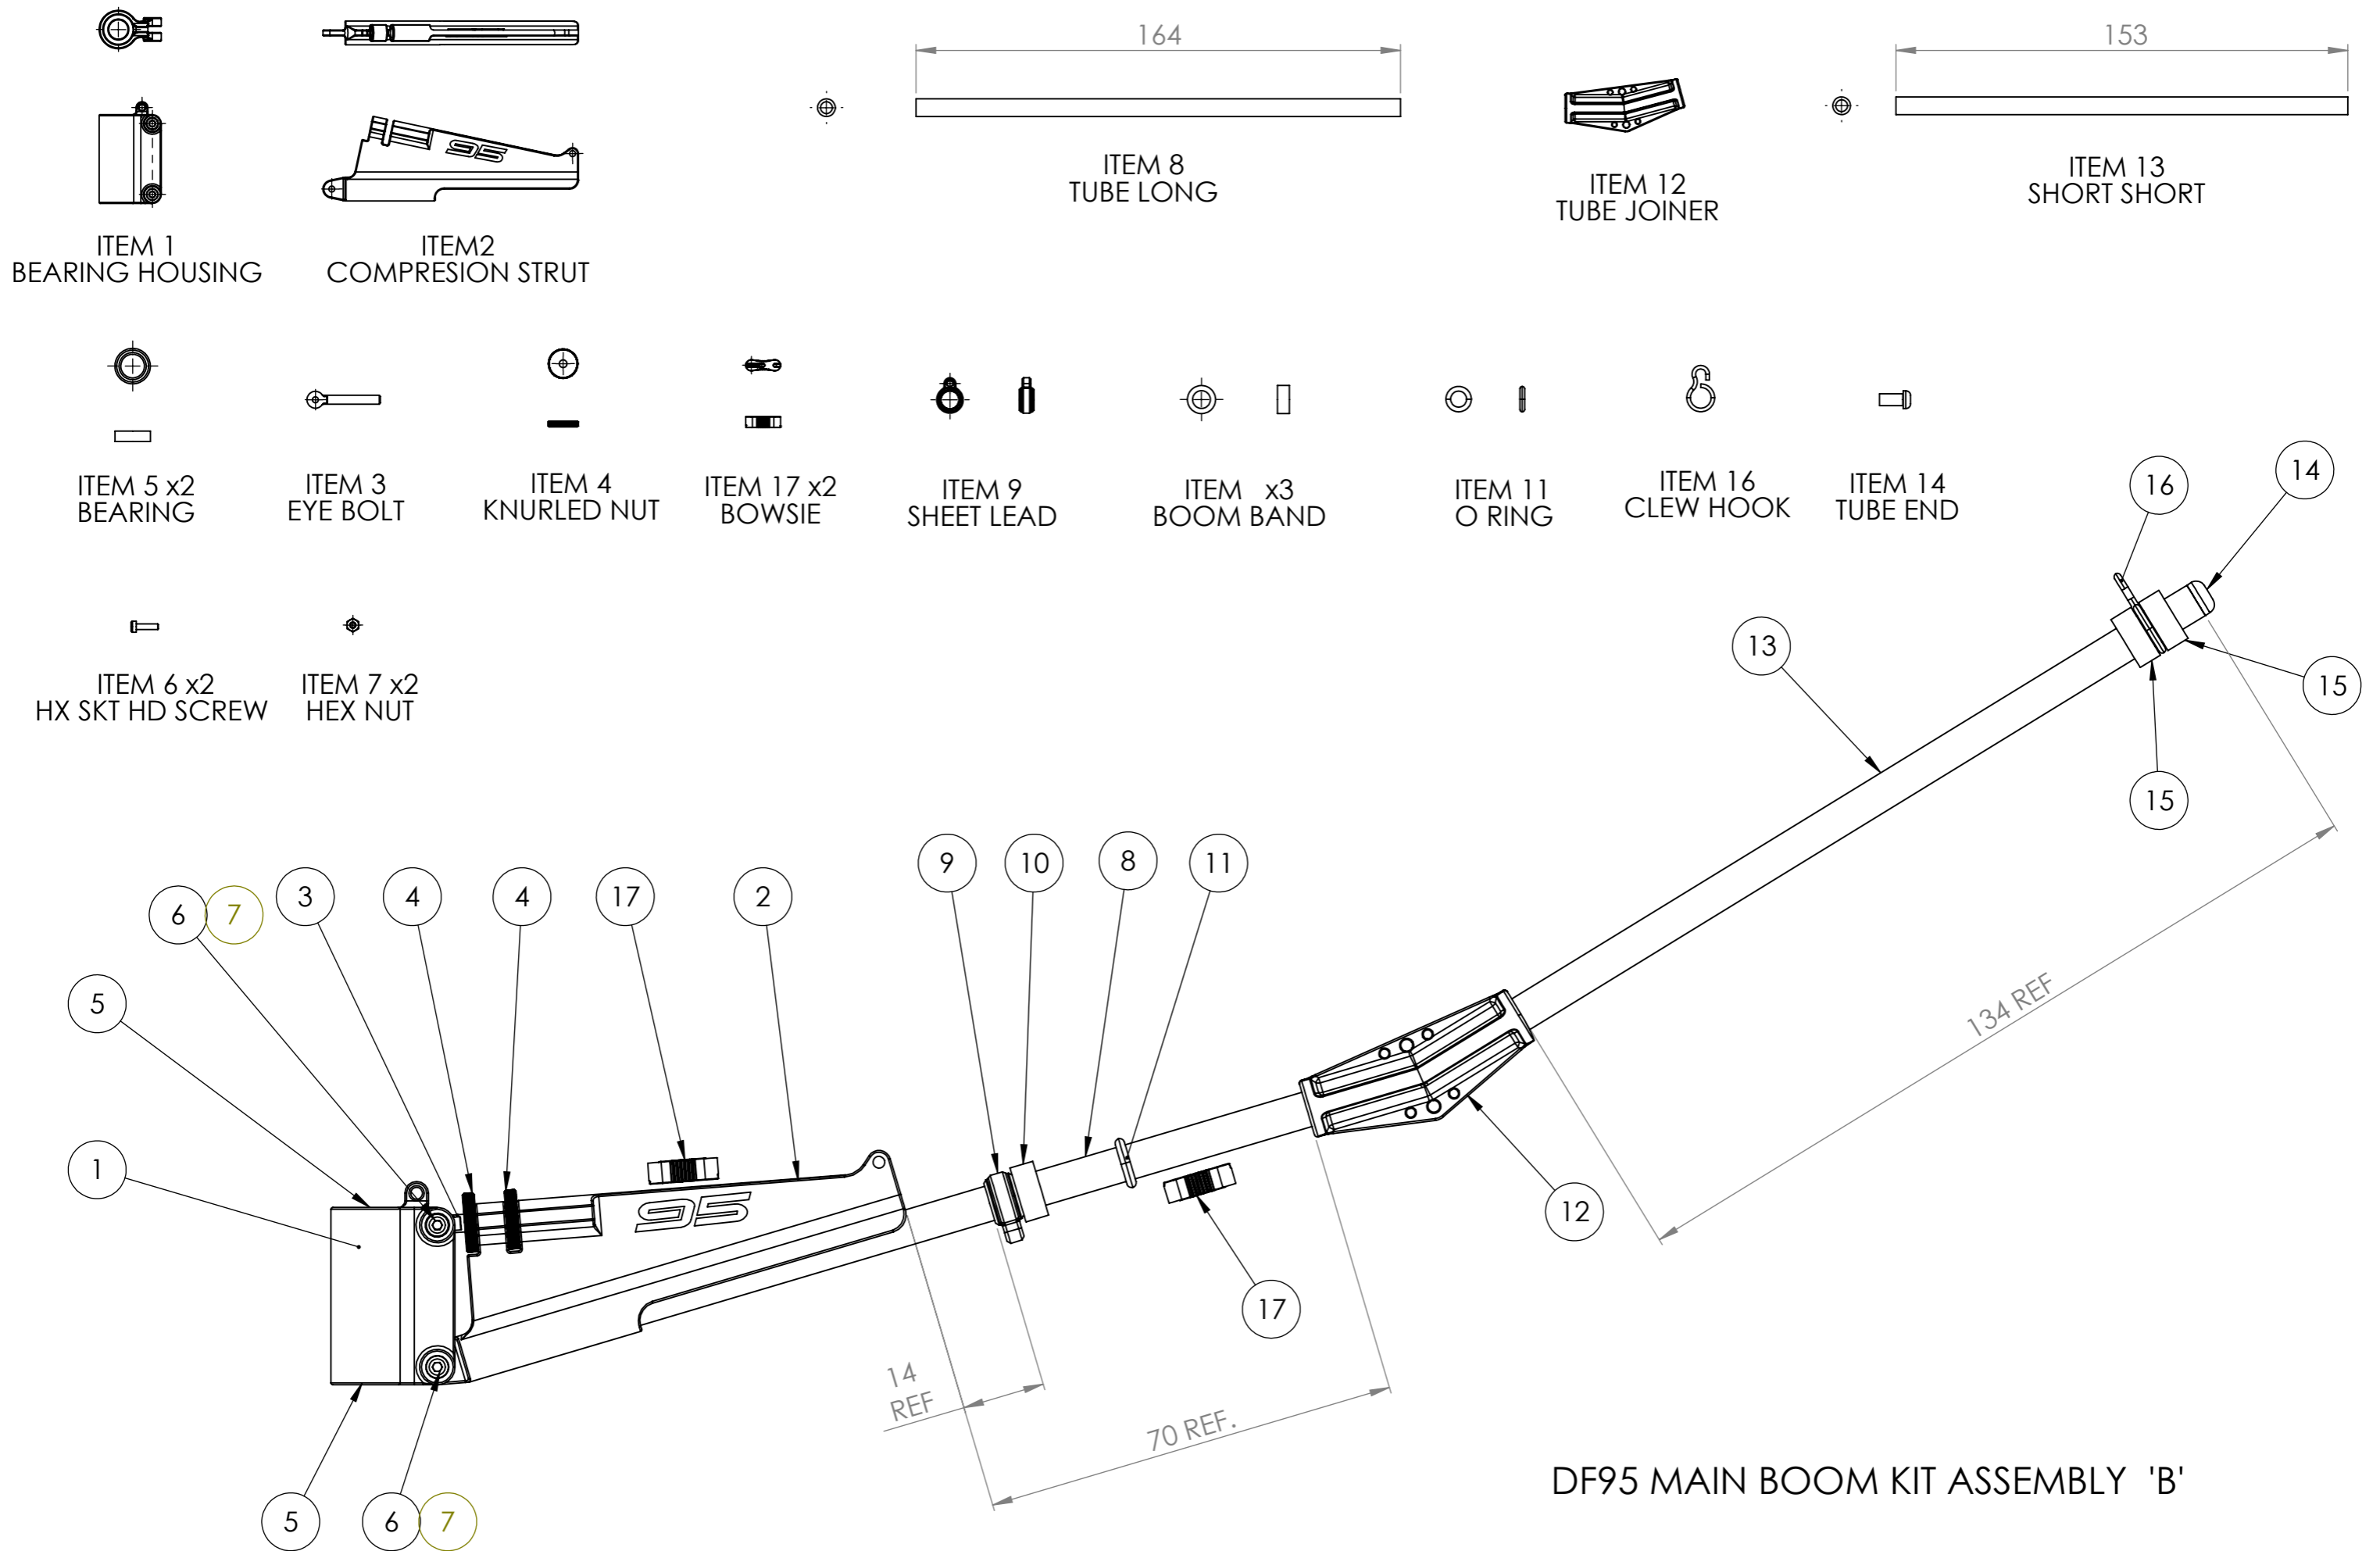 164
153
ITEM 1
BEARING HOUSING
ITEM2
COMPRESION STRUT
95
ITEM 8
TUBE LONG
ITEM 12
TUBE JOINER
ITEM 13
SHORT SHORT
ITEM 5 x2
BEARING
ITEM 3
EYE BOLT
ITEM 4
KNURLED NUT
ITEM 17 x2
BOWSIE
ITEM 9
SHEET LEAD
ITEM x3
BOOM BAND
ITEM 11
O RING
ITEM 16
CLEW HOOK
ITEM 14
TUBE END
ITEM 6 x2
HX SKT HD SCREW
ITEM 7 x2
HEX NUT
16
14
13
15
15
134 REF
6
7
3
4
4
17
2
9
10
8
11
5
1
95
12
17
14
REF
70 REF.
5
6
7
DF95 MAIN BOOM KIT ASSEMBLY 'B'